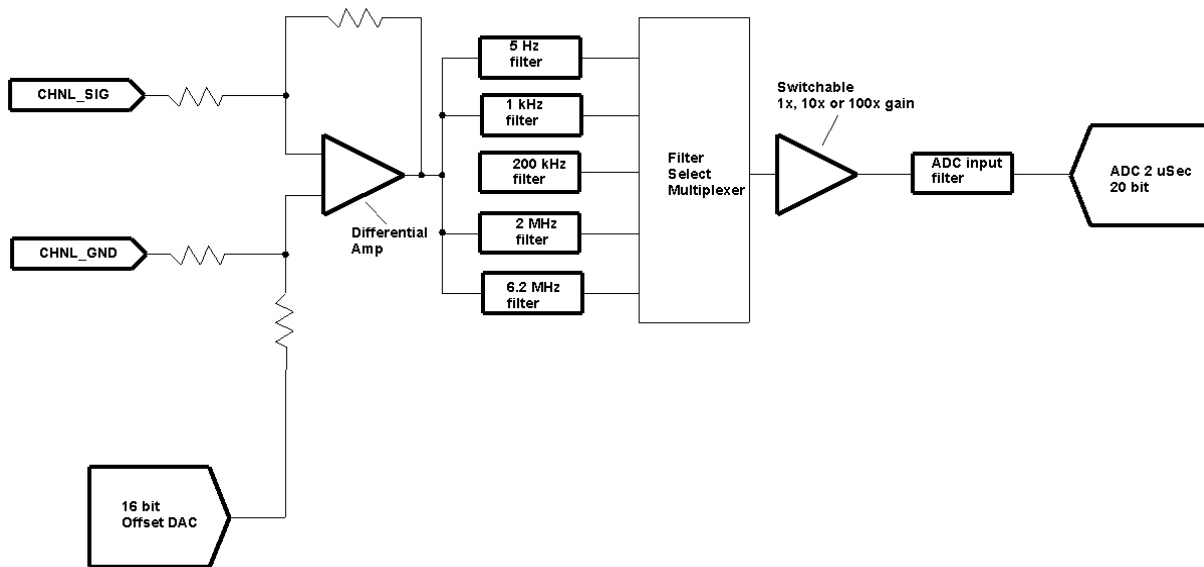 CHNL_SIG
CHNL_GND
16 bit
Offset DAC
Differential
Amp
5 Hz
filter
1 kHz
filter
200 kHz
filter
2 MHz
filter
6.2 MHz
filter
Filter
Select
Multiplexer
Switchable
1x, 10x or 100x gain
ADC input
filter
ADC 2 uSec
20 bit